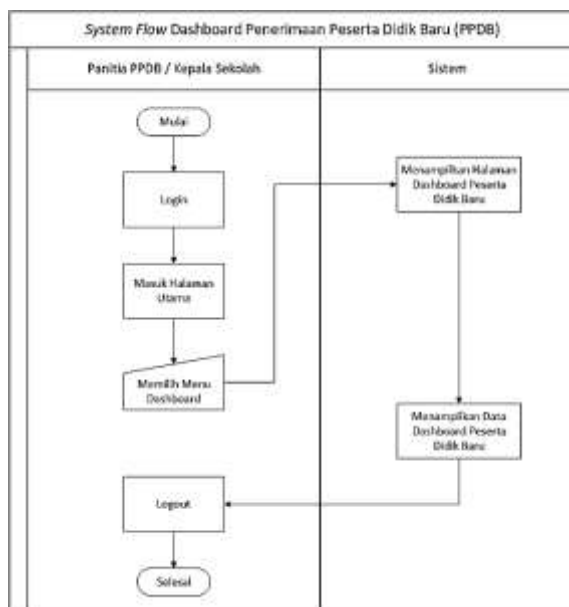 System Flow Dashboard Penerimaan Peserta Didik Baru (PPDB)
Panitia PPDB / Kepala Sekolah
Sistem
Mulai
Login
Masuk Halaman
Utama
Memilih Menu
Dashboard
Menampilkan Halaman
Dashboard Peserta
Didik Baru
Menampilkan Data
Dashboard Peserta
Didik Baru
Logout
Selesai